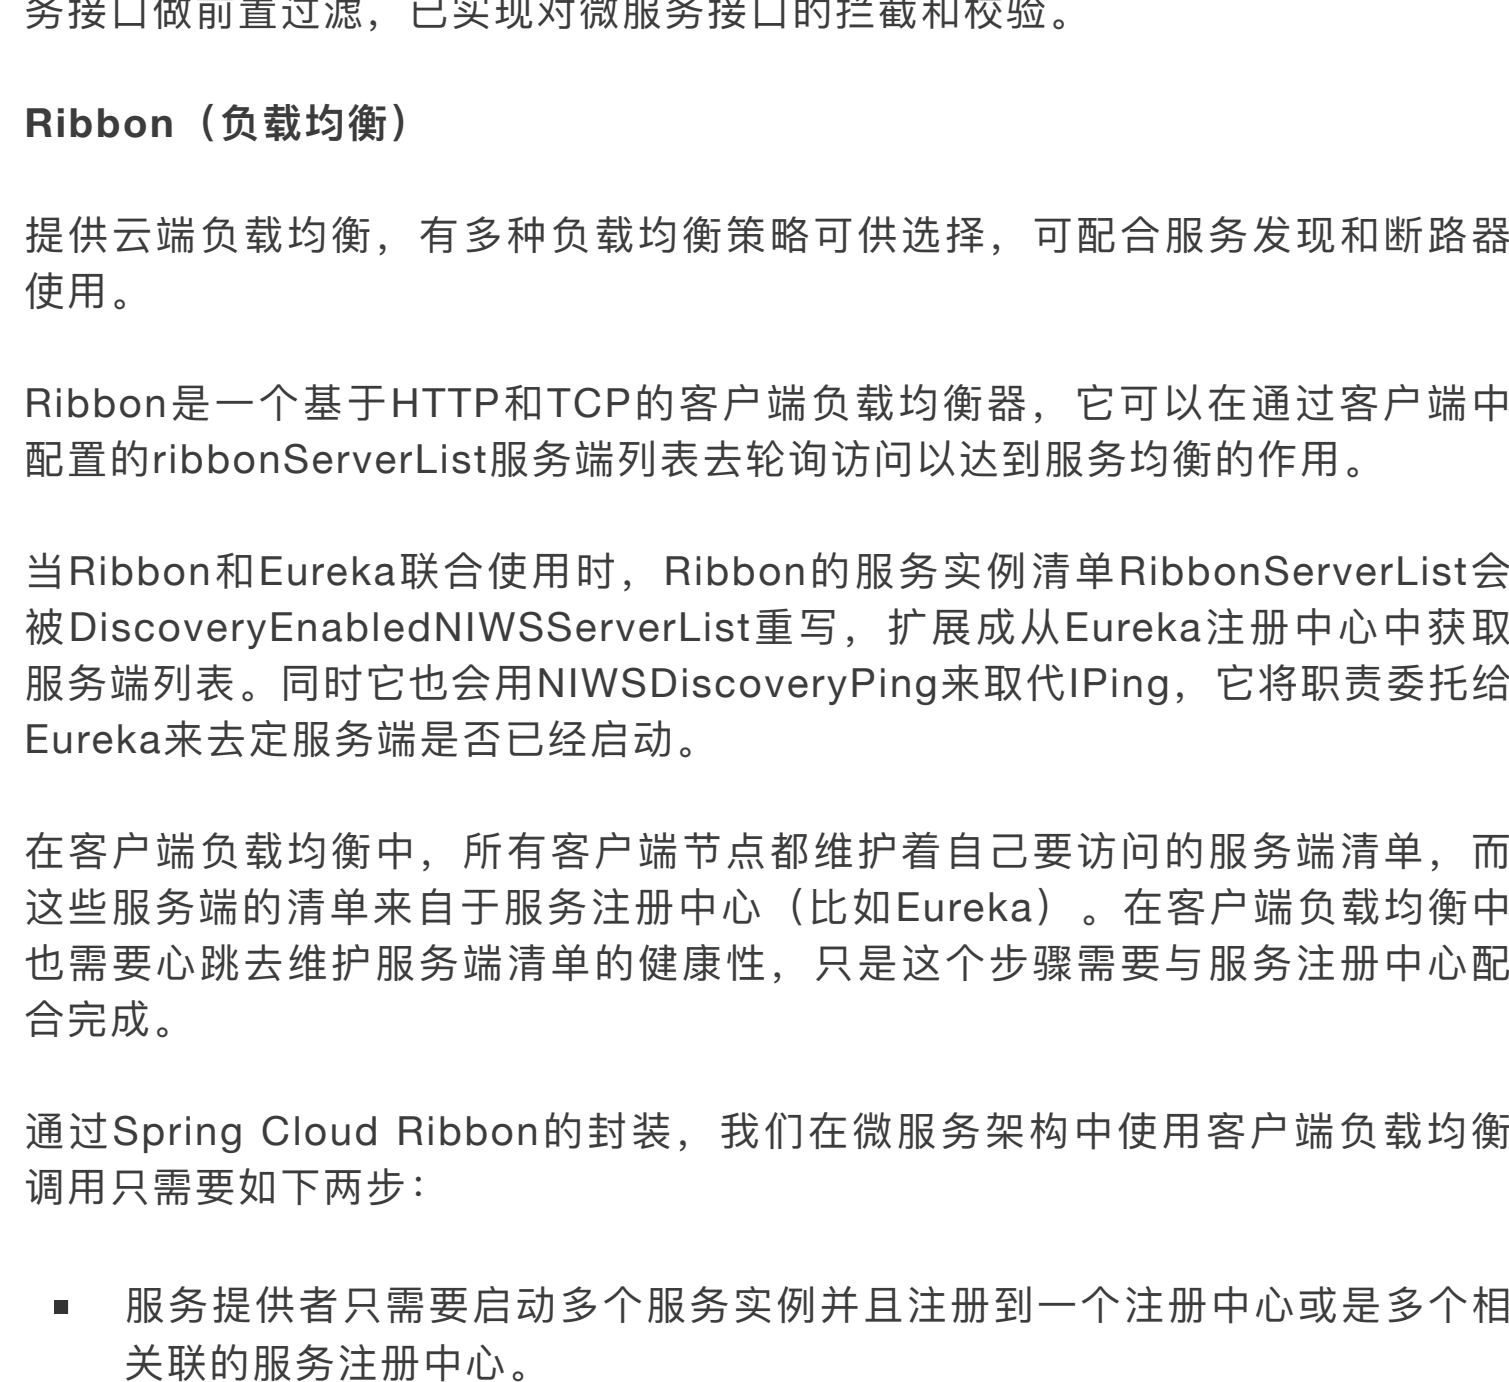 务接口做前置过滤，已实现对微服务接口的拦截和校验。
Ribbon（负载均衡）
提供云端负载均衡，有多种负载均衡策略可供选择，可配合服务发现和断路器
使用。
Ribbon是一个基于HTTP和TCP的客户端负载均衡器，它可以在通过客户端中
配置的ribbonServerList服务端列表去轮询访问以达到服务均衡的作用。
当Ribbon和Eureka联合使用时，Ribbon的服务实例清单RibbonServerList会
被DiscoveryEnabledNIWSServerList重写，扩展成从Eureka注册中心中获取
服务端列表。同时它也会用NIWSDiscoveryPing来取代IPing，它将职责委托给
Eureka来去定服务端是否已经启动。
在客户端负载均衡中，所有客户端节点都维护着自己要访问的服务端清单，而
这些服务端的清单来自于服务注册中心（比如Eureka）。在客户端负载均衡中
也需要心跳去维护服务端清单的健康性，只是这个步骤需要与服务注册中心配
合完成。
通过Spring Cloud Ribbon的封装，我们在微服务架构中使用客户端负载均衡
调用只需要如下两步：
▪ 服务提供者只需要启动多个服务实例并且注册到一个注册中心或是多个相
关联的服务注册中心。